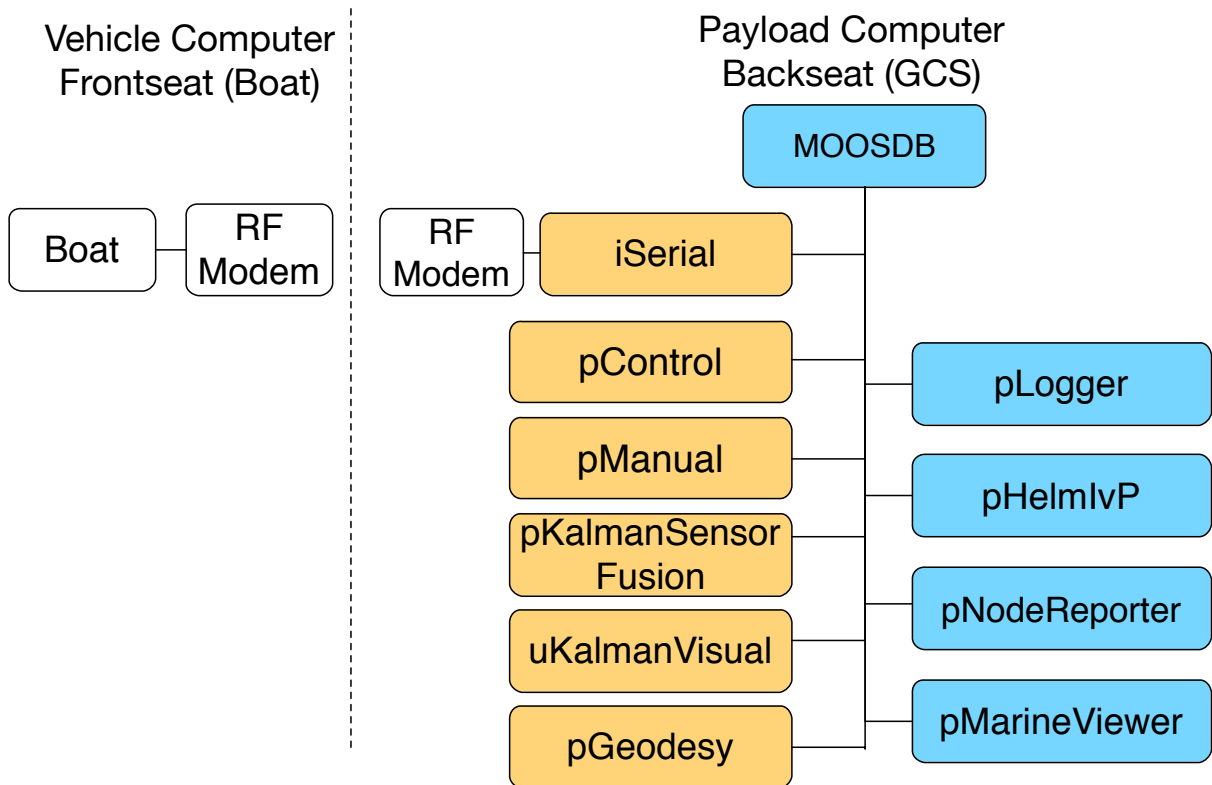 Vehicle Computer
Frontseat (Boat)
Payload Computer
Backseat (GCS)
MOOSDB
Boat
RF
Modem
RF
Modem
iSerial
pControl
pManual
pKalmanSensor
Fusion
uKalmanVisual
pGeodesy
pLogger
pHelmIvP
pNodeReporter
pMarineViewer